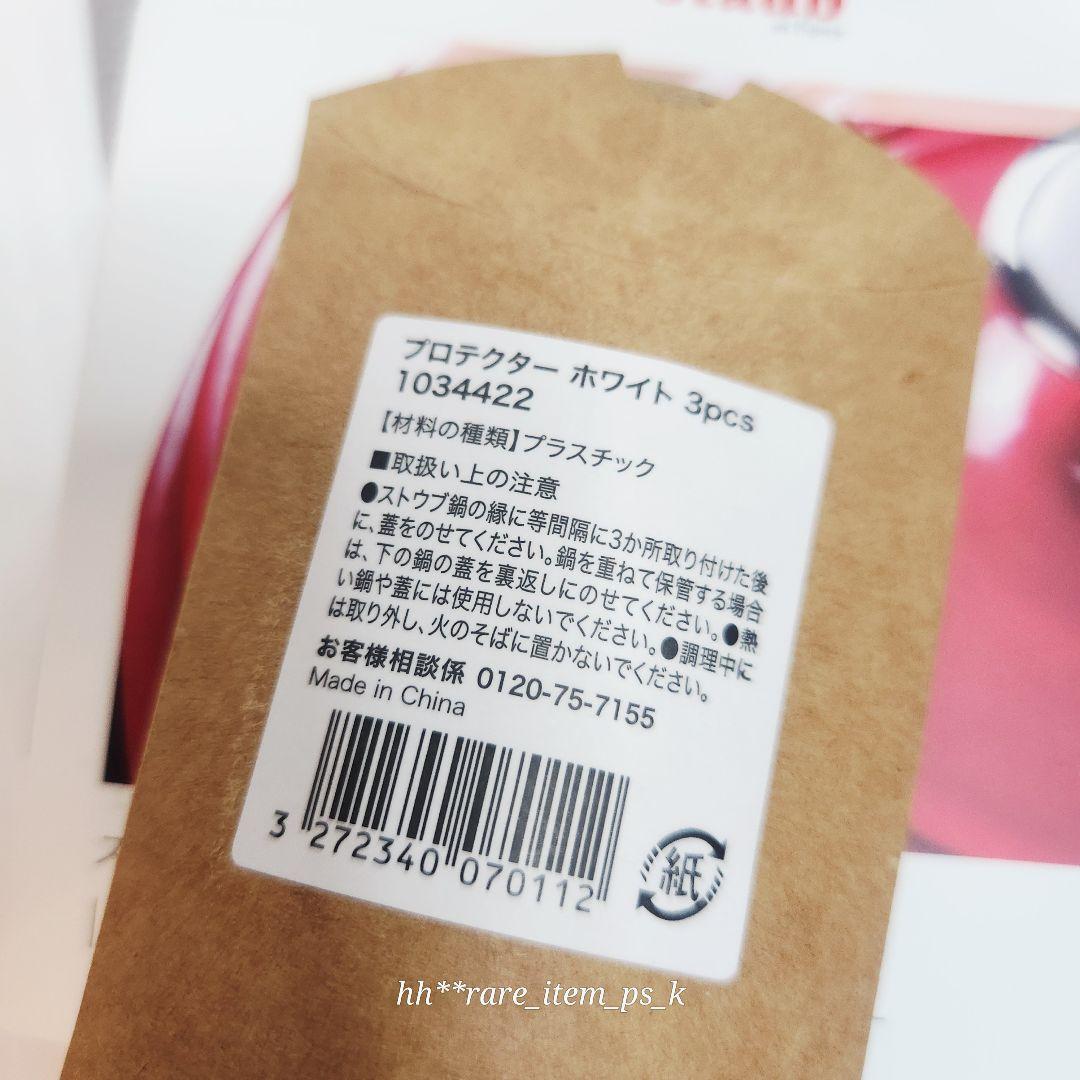 プロテクター ホワイト 3pcs
1034422
【材料の種類】プラスチック
■取扱い上の注意
●ストウブ鍋の縁に等間隔に3か所取り付けた後
に、蓋をのせてください。鍋を重ねて保管する場合
は、下の鍋の蓋を裏返しにのせてください。●熱
い鍋や蓋には使用しないでください。●調理中に
は取り外し、火のそばに置かないでください。
お客様相談係 0120-75-7155
Made in China
3 272340 070112
紙
hh**rare_item_ps_k